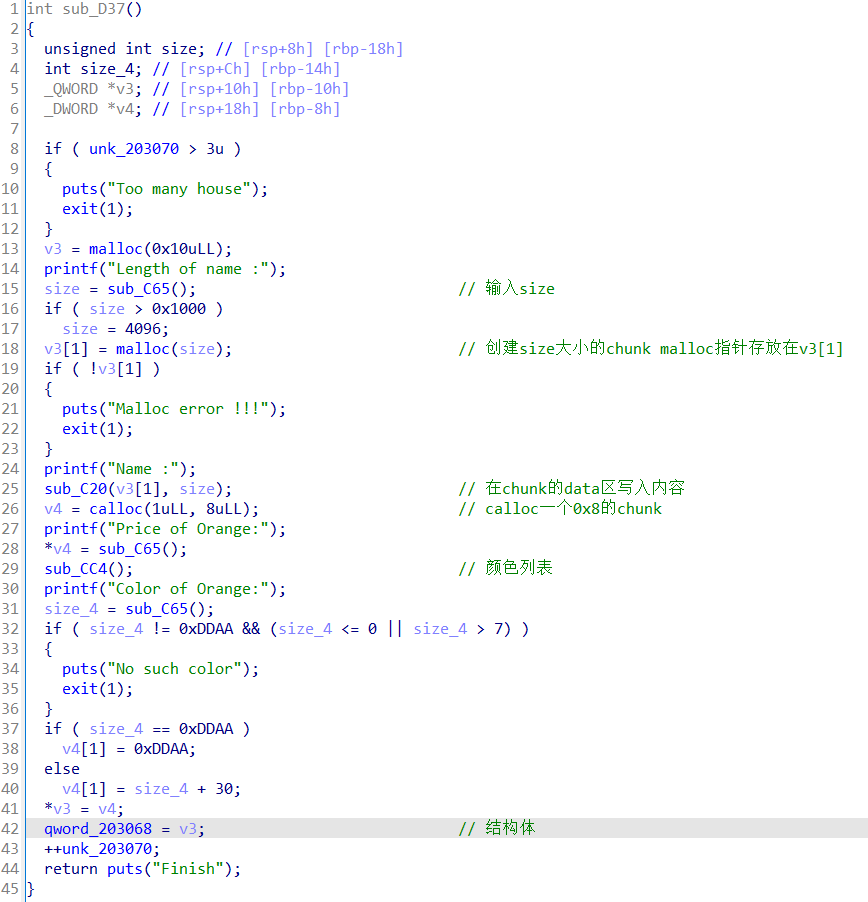 1 int sub_D37()
2 {
3 unsigned int size; // [rsp+8h] [rbp-18h]
4 int size_4; // [rsp+Ch] [rbp-14h]
5 _QWORD *v3; // [rsp+10h] [rbp-10h]
6 _DWORD *v4; // [rsp+18h] [rbp-8h]
7
8 if ( unk_203070 > 3u )
9 {
10 puts("Too many house");
11 exit(1);
12 }
13 v3 = malloc(0x10uLL);
14 printf("Length of name :");
15 size = sub_C65(); // 输入size
16 if ( size > 0x1000 )
17 size = 4096;
18 v3[1] = malloc(size); // 创建size大小的chunk malloc指针存放在v3[1]
19 if ( !v3[1] )
20 {
21 puts("Malloc error !!!");
22 exit(1);
23 }
24 printf("Name :");
25 sub_C20(v3[1], size); // 在chunk的data区写入内容
26 v4 = calloc(1uLL, 8uLL); // calloc一个0x8的chunk
27 printf("Price of Orange:");
28 *v4 = sub_C65();
29 sub_CC4(); // 颜色列表
30 printf("Color of Orange:");
31 size_4 = sub_C65();
32 if ( size_4 != 0xDDAA && (size_4 <= 0 || size_4 > 7) )
33 {
34 puts("No such color");
35 exit(1);
36 }
37 if ( size_4 == 0xDDAA )
38 v4[1] = 0xDDAA;
39 else
40 v4[1] = size_4 + 30;
41 *v3 = v4;
42 qword_203068 = v3; // 结构体
43 ++unk_203070;
44 return puts("Finish");
45 }